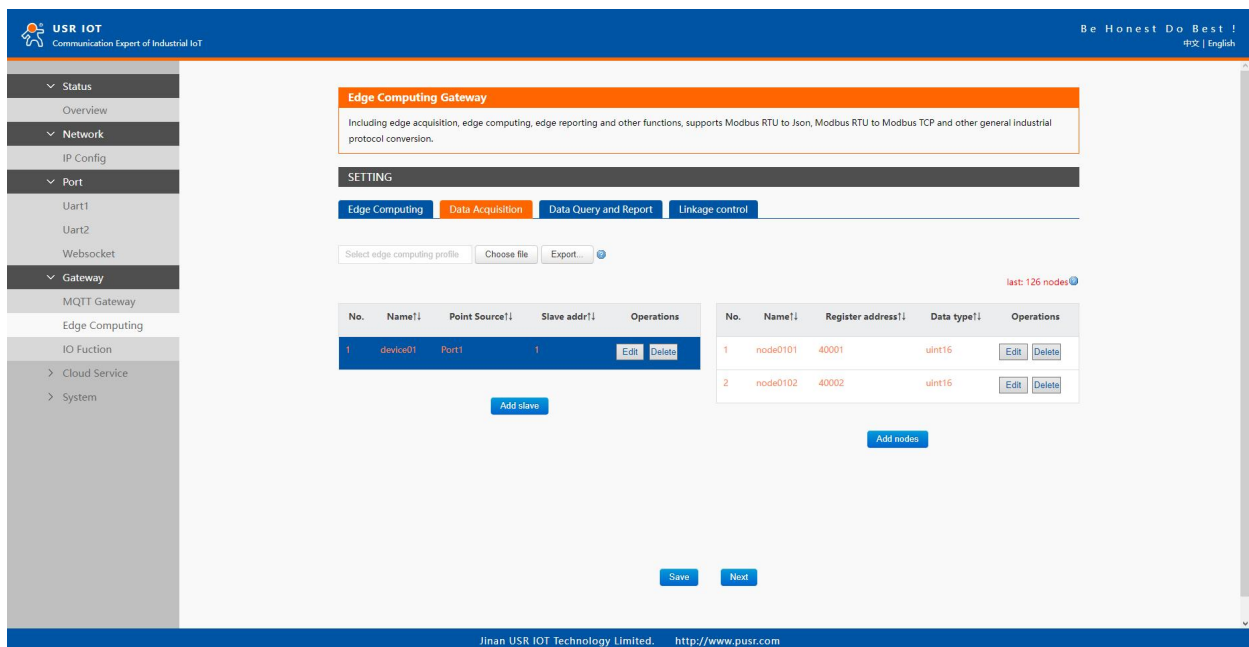 USR IOT
Communication Expert of Industrial IoT
Be Honest Do Best !
中文 | English
Status
Overview
Network
IP Config
Port
Uart1
Uart2
Websocket
Gateway
MQTT Gateway
Edge Computing
IO Fuction
Cloud Service
System
Edge Computing Gateway
Including edge acquisition, edge computing, edge reporting and other functions, supports Modbus RTU to Json, Modbus RTU to Modbus TCP and other general industrial
protocol conversion.
SETTING
Edge Computing Data Acquisition Data Query and Report Linkage control
Select edge computing profile Choose file Export... ?
last: 126 nodes
No. Name↑↓ Point Source↑↓ Slave addr↑↓ Operations
1 device01 Port1 1 Edit Delete
Add slave
No. Name↑↓ Register address↑↓ Data type↑↓ Operations
1 node0101 40001 uint16 Edit Delete
2 node0102 40002 uint16 Edit Delete
Add nodes
Save Next
Jinan USR IOT Technology Limited. http://www.pusr.com